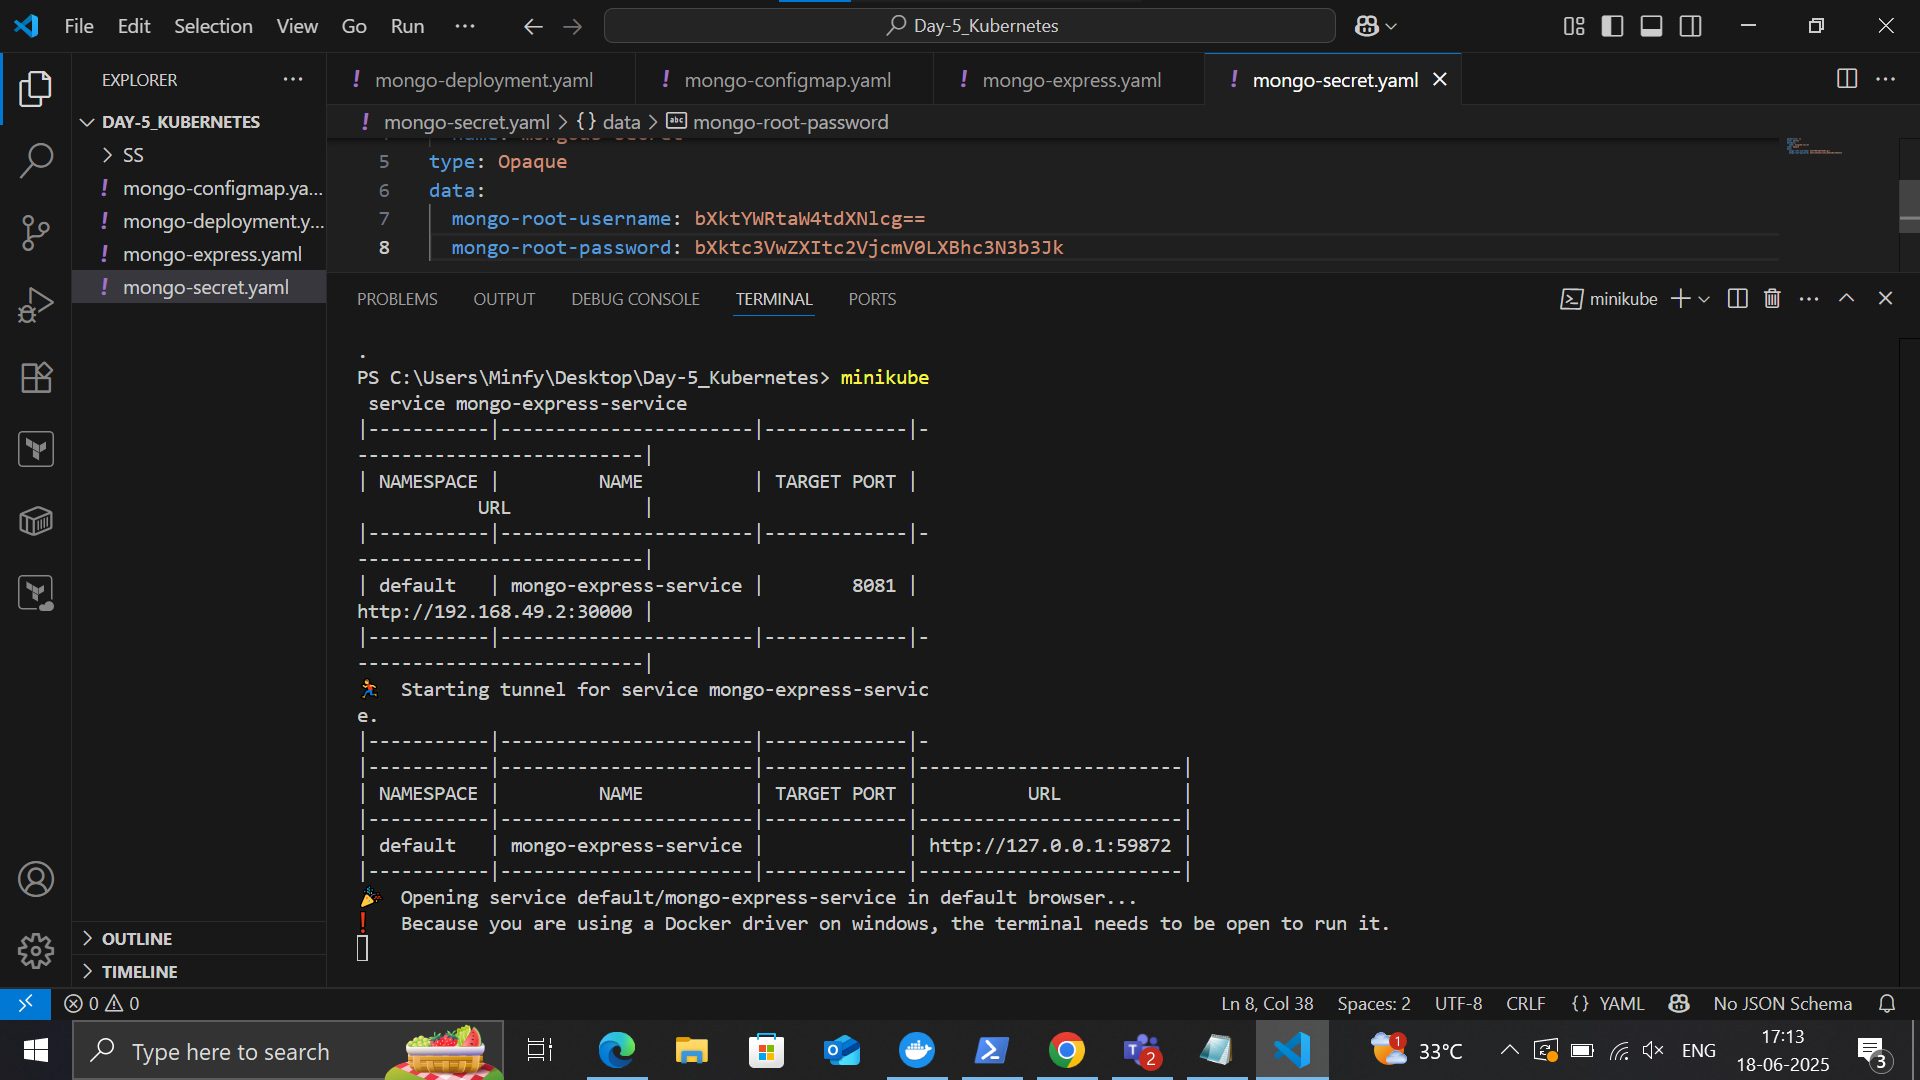 File Edit Selection View Go Run ··· Day-5_Kubernetes
EXPLORER ···
mongo-deployment.yaml mongo-configmap.yaml mongo-express.yaml mongo-secret.yaml
DAY-5_KUBERNETES
mongo-secret.yaml > {} data > abc mongo-root-password
SS
mongo-configmap.ya...
mongo-deployment.y...
mongo-express.yaml
mongo-secret.yaml
5 type: Opaque
6 data:
7 mongo-root-username: bXktYWRtaW4tdXNlcg==
8 mongo-root-password: bXktc3VwZXItc2VjcmV0LXBhc3N3b3Jk
PROBLEMS OUTPUT DEBUG CONSOLE TERMINAL PORTS minikube
.
PS C:\Users\Minfy\Desktop\Day-5_Kubernetes> minikube
service mongo-express-service
|-----------|-----------------------|-------------|-
--------------------------|
| NAMESPACE | NAME | TARGET PORT |
URL |
|-----------|-----------------------|-------------|-
--------------------------|
| default | mongo-express-service | 8081 |
http://192.168.49.2:30000 |
|-----------|-----------------------|-------------|-
--------------------------|
🏃 Starting tunnel for service mongo-express-servic
e.
|-----------|-----------------------|-------------|-
|-----------|-----------------------|-------------|------------------------|
| NAMESPACE | NAME | TARGET PORT | URL |
|-----------|-----------------------|-------------|------------------------|
| default | mongo-express-service | | http://127.0.0.1:59872 |
|-----------|-----------------------|-------------|------------------------|
🎉 Opening service default/mongo-express-service in default browser...
❗ Because you are using a Docker driver on windows, the terminal needs to be open to run it.
OUTLINE
TIMELINE
0 0 Ln 8, Col 38 Spaces: 2 UTF-8 CRLF {} YAML No JSON Schema
Type here to search 2 1 33°C ENG 17:13
18-06-2025 3